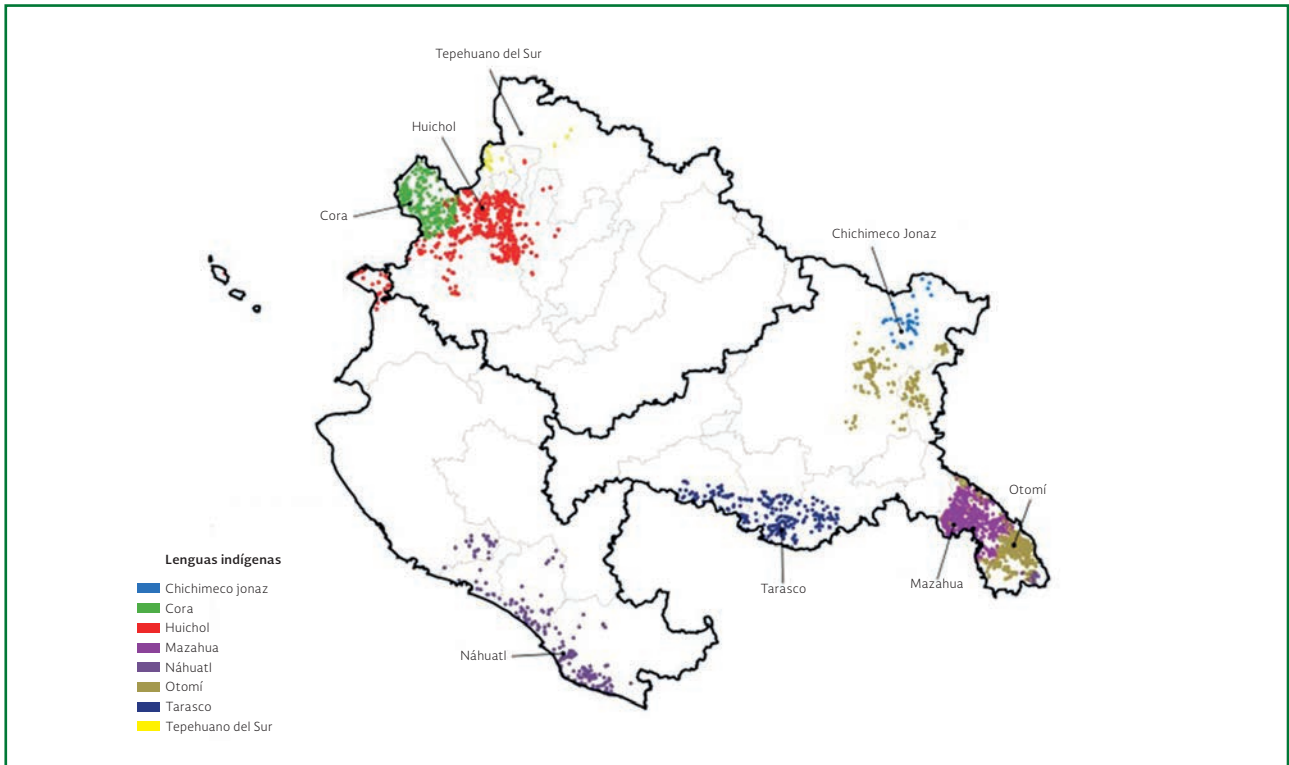 Tepehuano del Sur
Huichol
Cora
Chichimeco Jonaz
Otomí
Mazahua
Tarasco
Náhuatl
Lenguas indígenas
Chichimeco jonaz
Cora
Huichol
Mazahua
Náhuatl
Otomí
Tarasco
Tepehuano del Sur